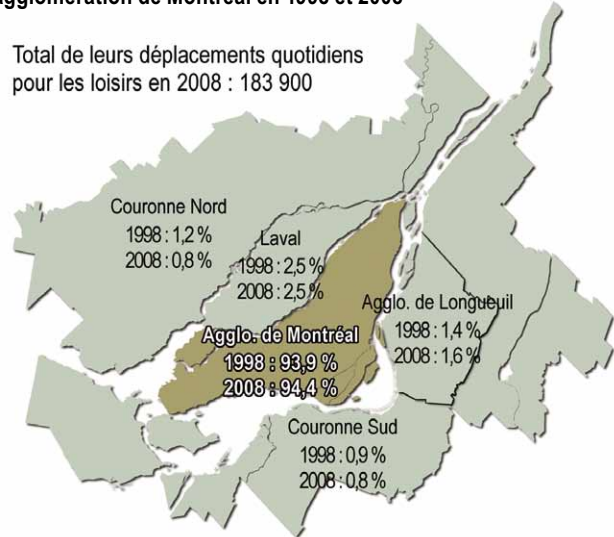 agglomération de Montréal en 1998 et 2008
Total de leurs déplacements quotidiens
pour les loisirs en 2008 : 183 900
Couronne Nord
1998 : 1,2 %
2008 : 0,8 %
Laval
1998 : 2,5 %
2008 : 2,5 %
Agglo. de Longueuil
1998 : 1,4 %
2008 : 1,6 %
Agglo. de Montréal
1998 : 93,9 %
2008 : 94,4 %
Couronne Sud
1998 : 0,9 %
2008 : 0,8 %